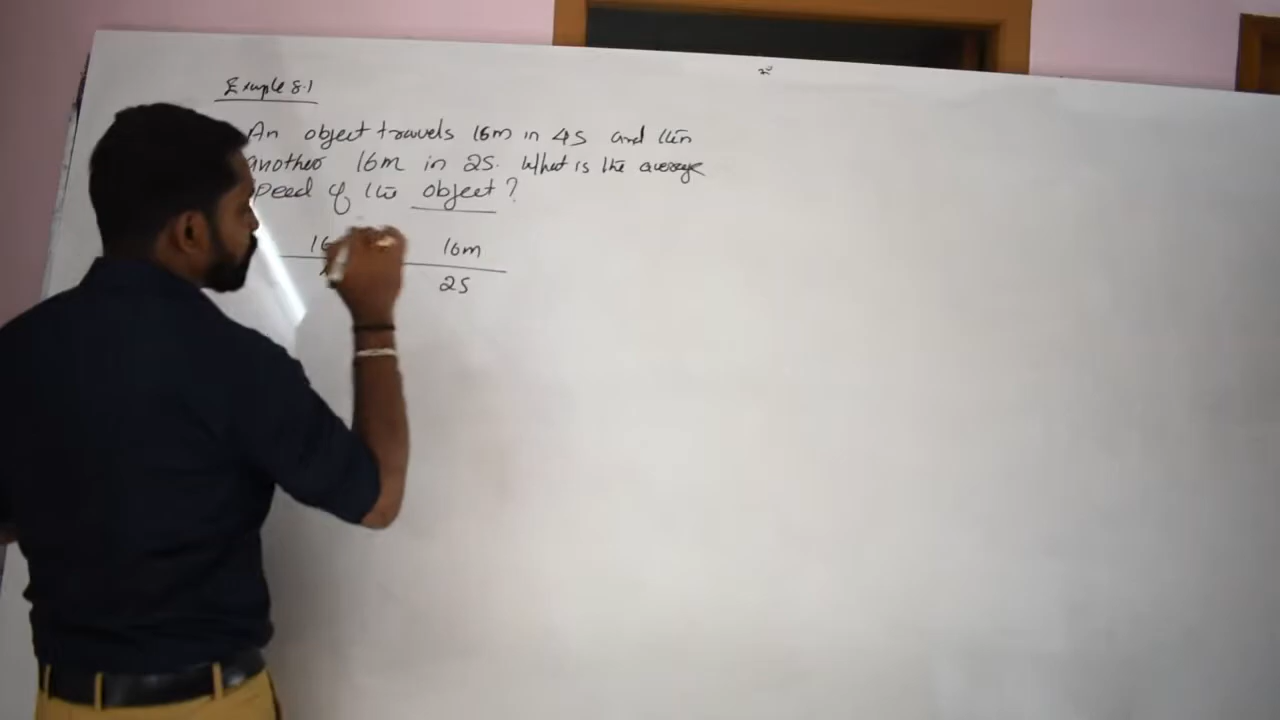 Example 8.1
An object travels 16m in 4S and then
another 16m in 2S. What is the average
speed of the object?
16 16m
2S